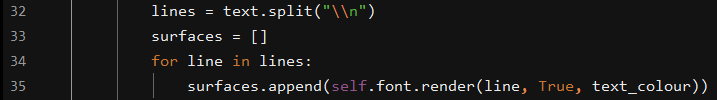 32 lines = text.split("\\n")
33 surfaces = []
34 for line in lines:
35 surfaces.append(self.font.render(line, True, text_colour))